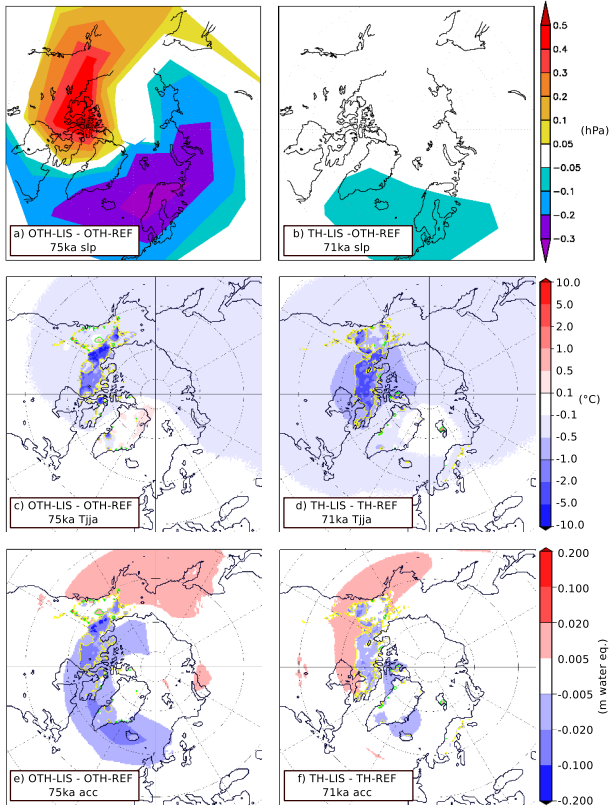 0.5
0.4
0.3
0.2
0.1
0.05
(hPa)
−0.05
−0.1
−0.2
−0.3
a) OTH-LIS - OTH-REF
75ka slp
b) TH-LIS -OTH-REF
71ka slp
10.0
5.0
2.0
1.0
0.5
0.1
(°C)
-0.1
-0.5
-1.0
-2.0
-5.0
-10.0
c) OTH-LIS - OTH-REF
75ka Tjja
d) TH-LIS - TH-REF
71ka Tjja
0.200
0.100
0.020
0.005
-0.005
-0.020
-0.100
-0.200
(m water eq.)
e) OTH-LIS - OTH-REF
75ka acc
f) TH-LIS - TH-REF
71ka acc